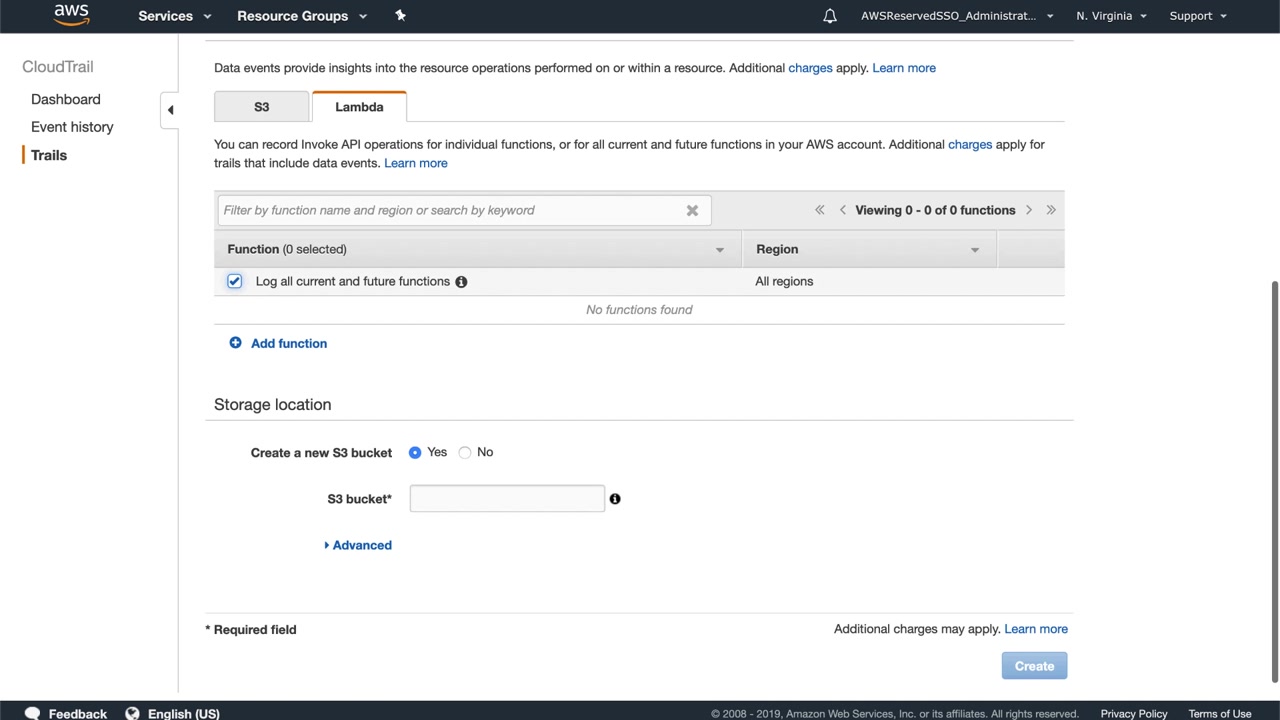 aws
Services
Resource Groups
AWSReservedSSO_Administrat...
N. Virginia
Support
CloudTrail
Dashboard
Event history
Trails
Data events provide insights into the resource operations performed on or within a resource. Additional charges apply. Learn more
S3
Lambda
You can record Invoke API operations for individual functions, or for all current and future functions in your AWS account. Additional charges apply for
trails that include data events. Learn more
Filter by function name and region or search by keyword
Viewing 0 - 0 of 0 functions
Function (0 selected)
Region
Log all current and future functions
All regions
No functions found
Add function
Storage location
Create a new S3 bucket
Yes
No
S3 bucket*
Advanced
* Required field
Additional charges may apply. Learn more
Create
Feedback
English (US)
© 2008 - 2019, Amazon Web Services, Inc. or its affiliates. All rights reserved.
Privacy Policy
Terms of Use